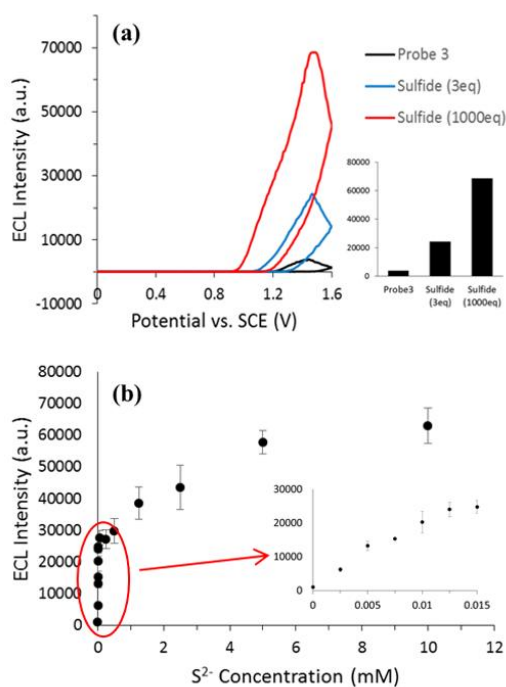 (a)
ECL Intensity (a.u.)
70000
50000
30000
10000
-10000
0
0.4
0.8
1.2
1.6
Potential vs. SCE (V)
Probe 3
Sulfide (3eq)
Sulfide (1000eq)
80000
60000
40000
20000
0
Probe3
Sulfide
(3eq)
Sulfide
(1000eq)
(b)
ECL Intensity (a.u.)
80000
70000
60000
50000
40000
30000
20000
10000
0
0
2
4
6
8
10
12
S²⁻ Concentration (mM)
30000
20000
10000
0
0
0.005
0.01
0.015